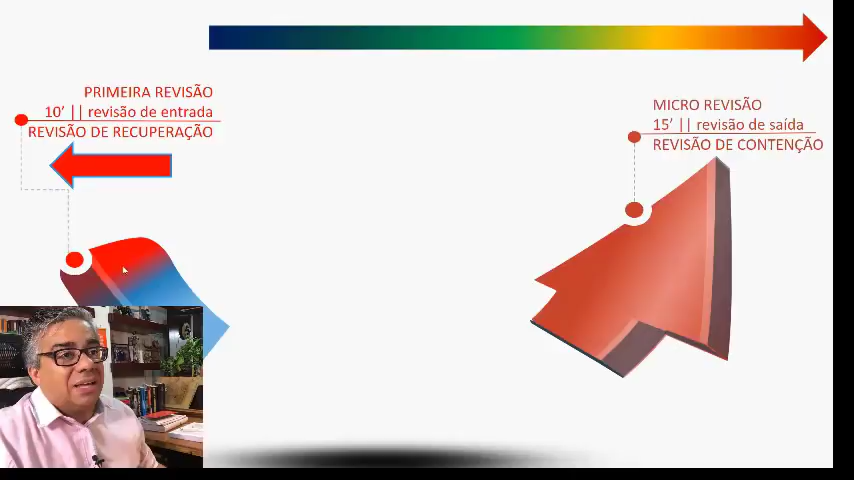 PRIMEIRA REVISÃO
10’ || revisão de entrada
REVISÃO DE RECUPERAÇÃO
MICRO REVISÃO
15’ || revisão de saída
REVISÃO DE CONTENÇÃO